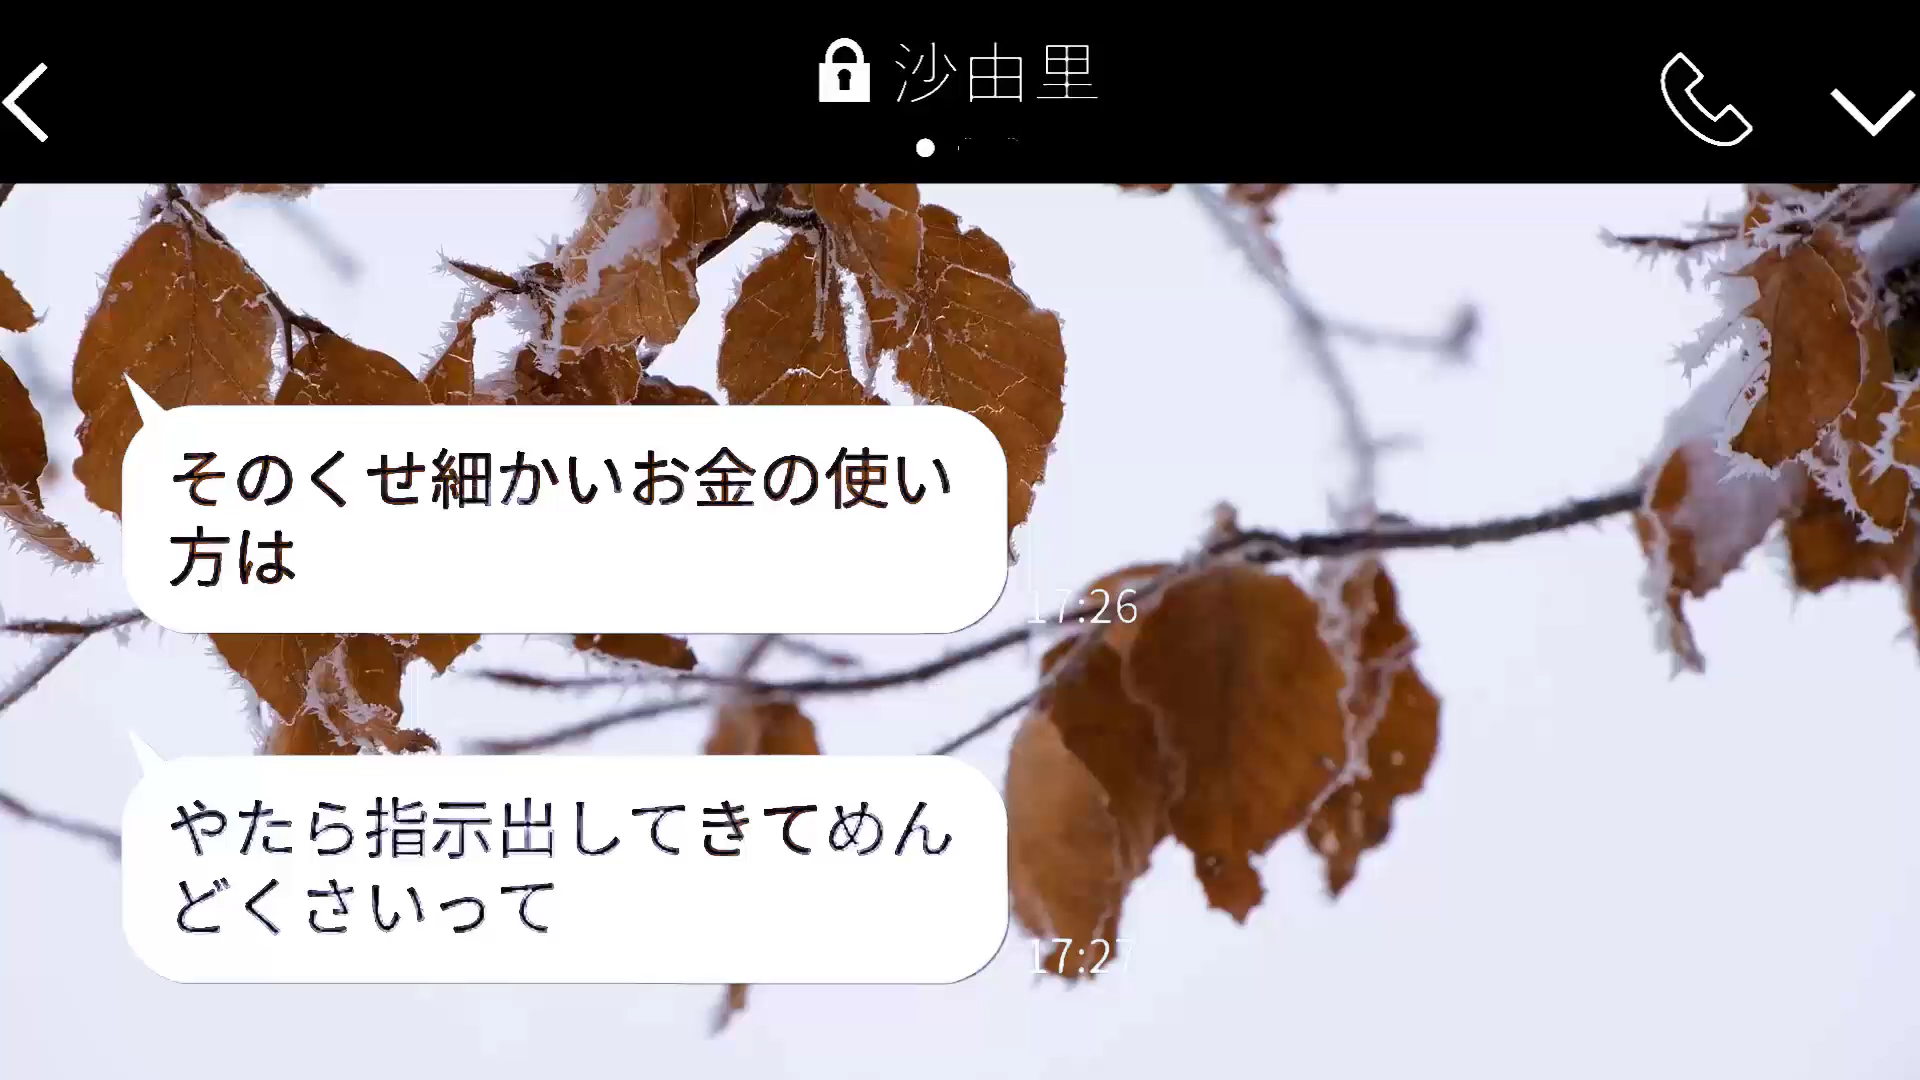 沙由里
そのくせ細かいお金の使い
方は
17:26
やたら指示出してきてめん
どくさいって
17:27